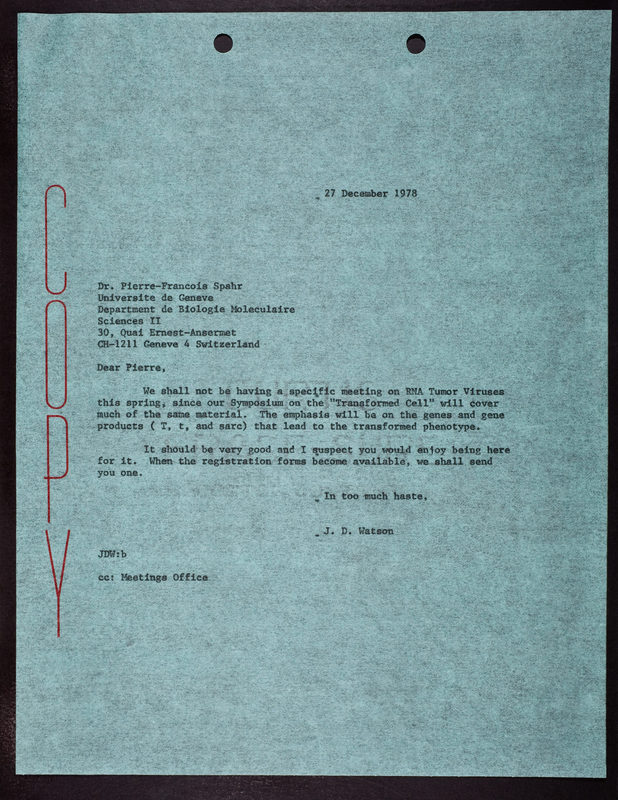 27 December 1978
COPY
Dr. Pierre-Francois Spahr
Universite de Geneve
Department de Biologie Moleculaire
Sciences II
30, Quai Ernest-Ansermet
CH-1211 Geneve 4 Switzerland
Dear Pierre,
We shall not be having a specific meeting on RNA Tumor Viruses
this spring, since our Symposium on the "Transformed Cell" will cover
much of the same material. The emphasis will be on the genes and gene
products ( T, t, and sarc) that lead to the transformed phenotype.
It should be very good and I suspect you would enjoy being here
for it. When the registration forms become available, we shall send
you one.
In too much haste,
J. D. Watson
JDW:b
cc: Meetings Office